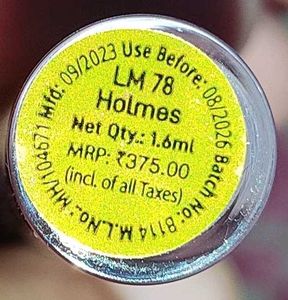 Mfd: 09/2023 Use Before: 08/2026 Batch No.: B114 M.L.No.: MH/104671
LM 78
Holmes
Net Qty.: 1.6ml
MRP: ₹375.00
(incl. of all Taxes)